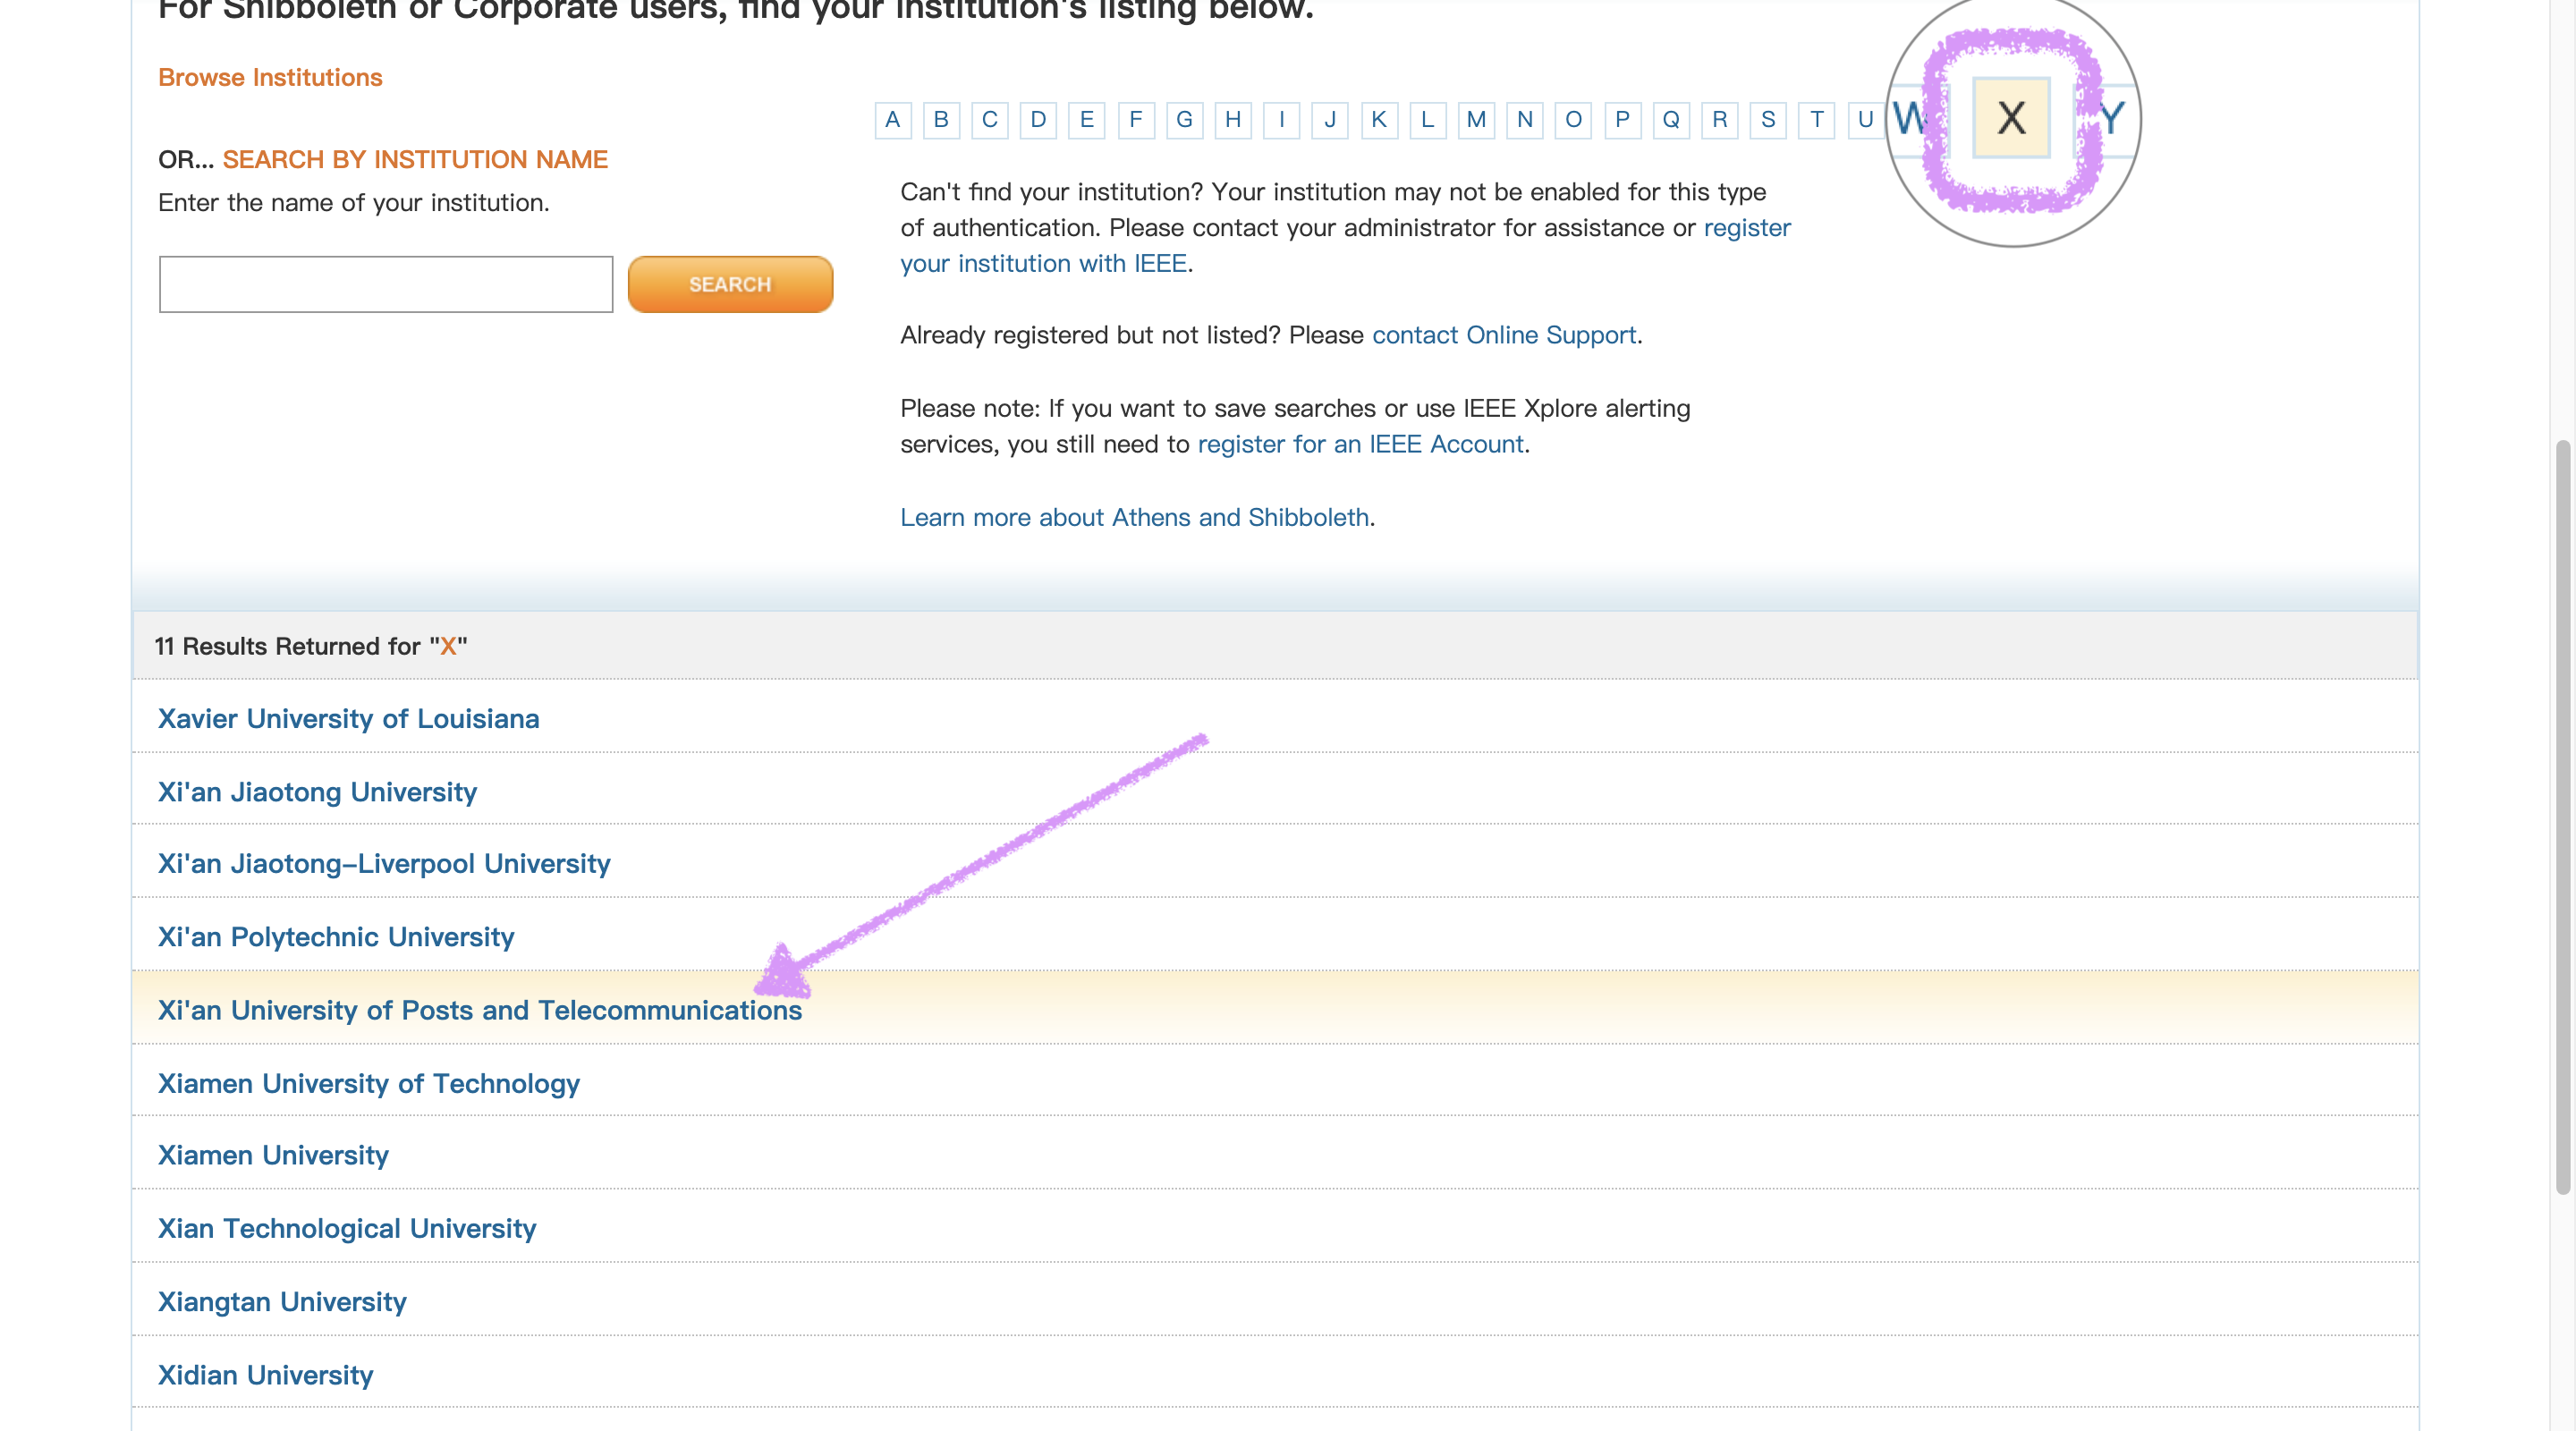 For Shibboleth or Corporate users, find your institution's listing below.
Browse Institutions
OR... SEARCH BY INSTITUTION NAME
Enter the name of your institution.
SEARCH
A B C D E F G H I J K L M N O P Q R S T U W X Y
Can't find your institution? Your institution may not be enabled for this type
of authentication. Please contact your administrator for assistance or register
your institution with IEEE.
Already registered but not listed? Please contact Online Support.
Please note: If you want to save searches or use IEEE Xplore alerting
services, you still need to register for an IEEE Account.
Learn more about Athens and Shibboleth.
11 Results Returned for "X"
Xavier University of Louisiana
Xi'an Jiaotong University
Xi'an Jiaotong–Liverpool University
Xi'an Polytechnic University
Xi'an University of Posts and Telecommunications
Xiamen University of Technology
Xiamen University
Xian Technological University
Xiangtan University
Xidian University